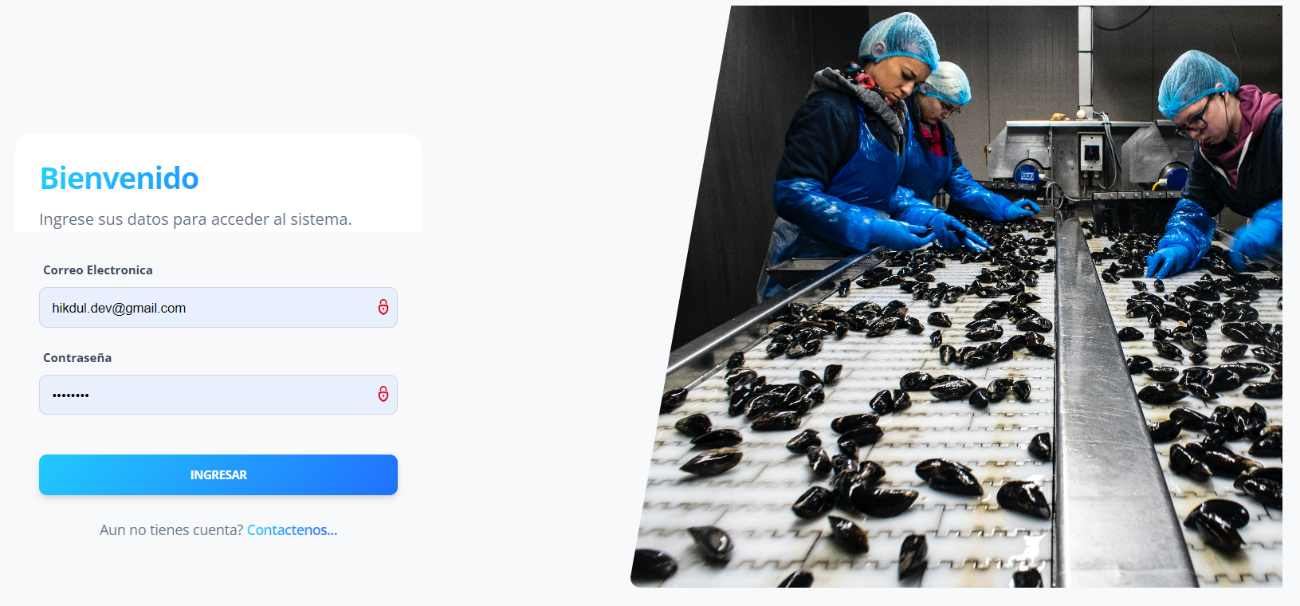 Bienvenido
Ingrese sus datos para acceder al sistema.
Correo Electronica
hikdul.dev@gmail.com
Contraseña
••••••••
INGRESAR
Aun no tienes cuenta? Contactenos...